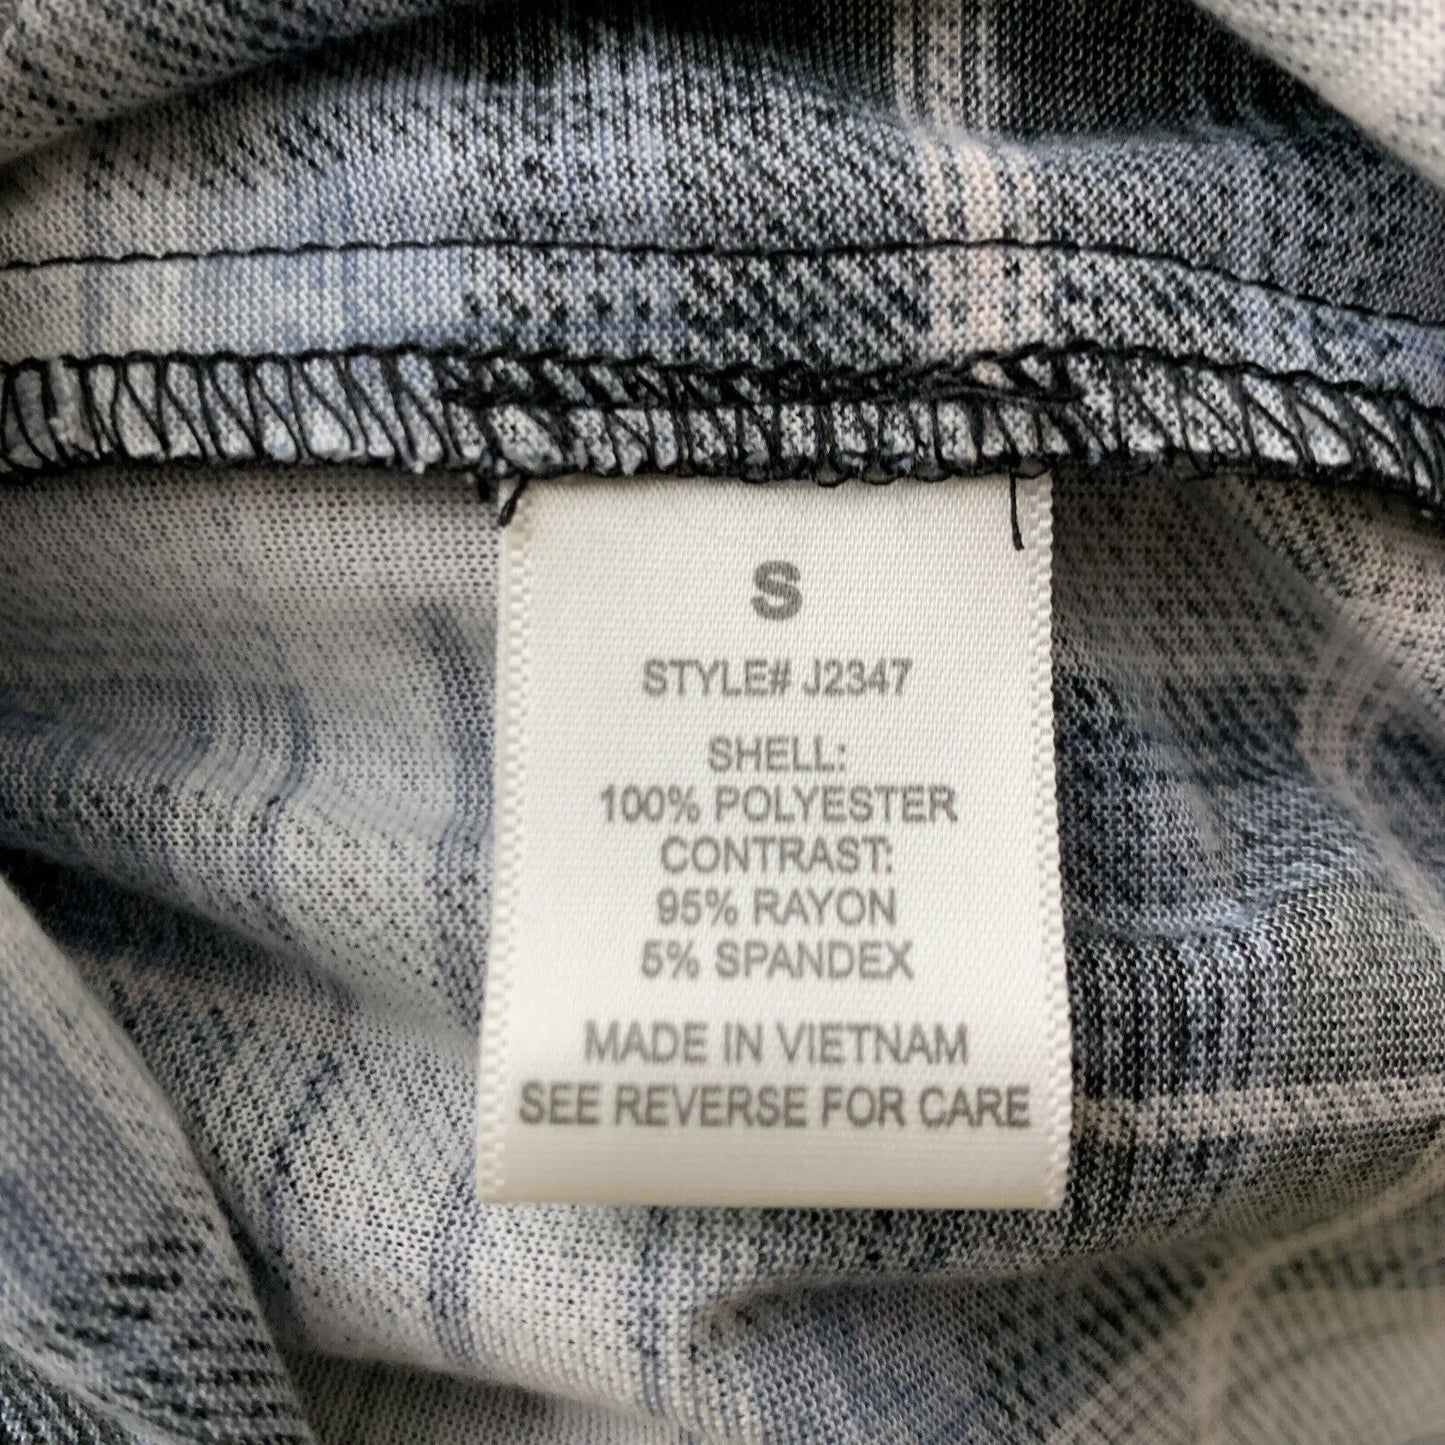 S
STYLE# J2347
SHELL:
100% POLYESTER
CONTRAST:
95% RAYON
5% SPANDEX
MADE IN VIETNAM
SEE REVERSE FOR CARE